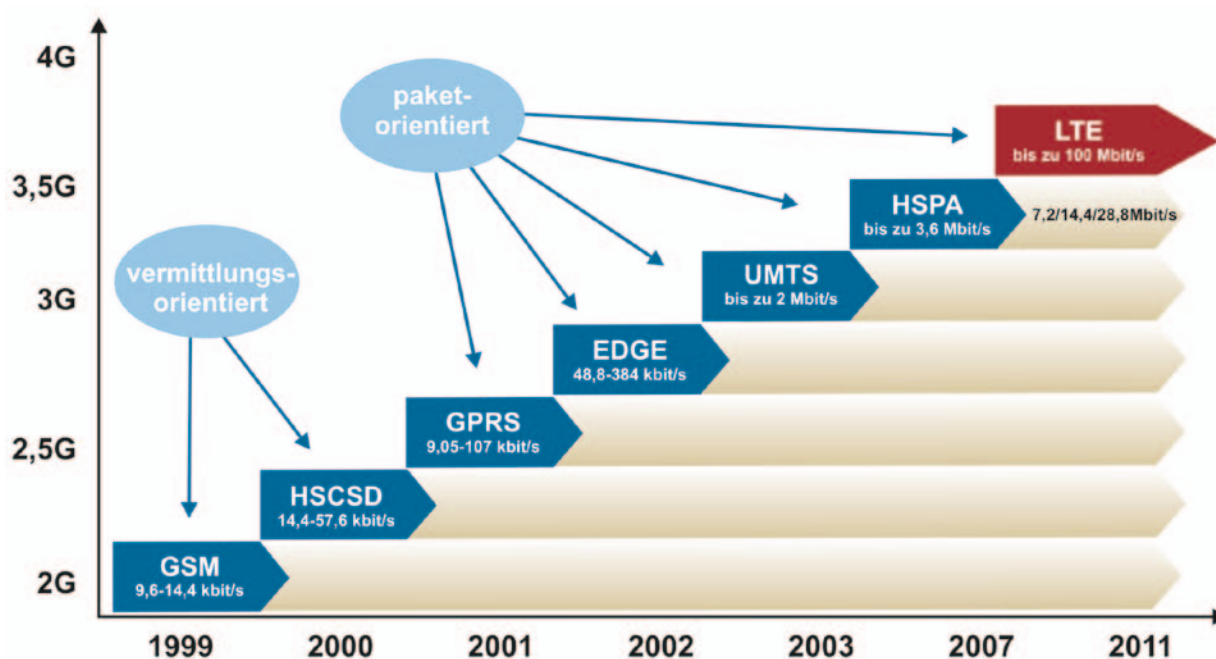 4G
paket-
orientiert
LTE
bis zu 100 Mbit/s
3,5G
HSPA
bis zu 3,6 Mbit/s
7,2/14,4/28,8Mbit/s
vermittlungs-
orientiert
3G
UMTS
bis zu 2 Mbit/s
EDGE
48,8-384 kbit/s
2,5G
GPRS
9,05-107 kbit/s
HSCSD
14,4-57,6 kbit/s
2G
GSM
9,6-14,4 kbit/s
1999 2000 2001 2002 2003 2007 2011